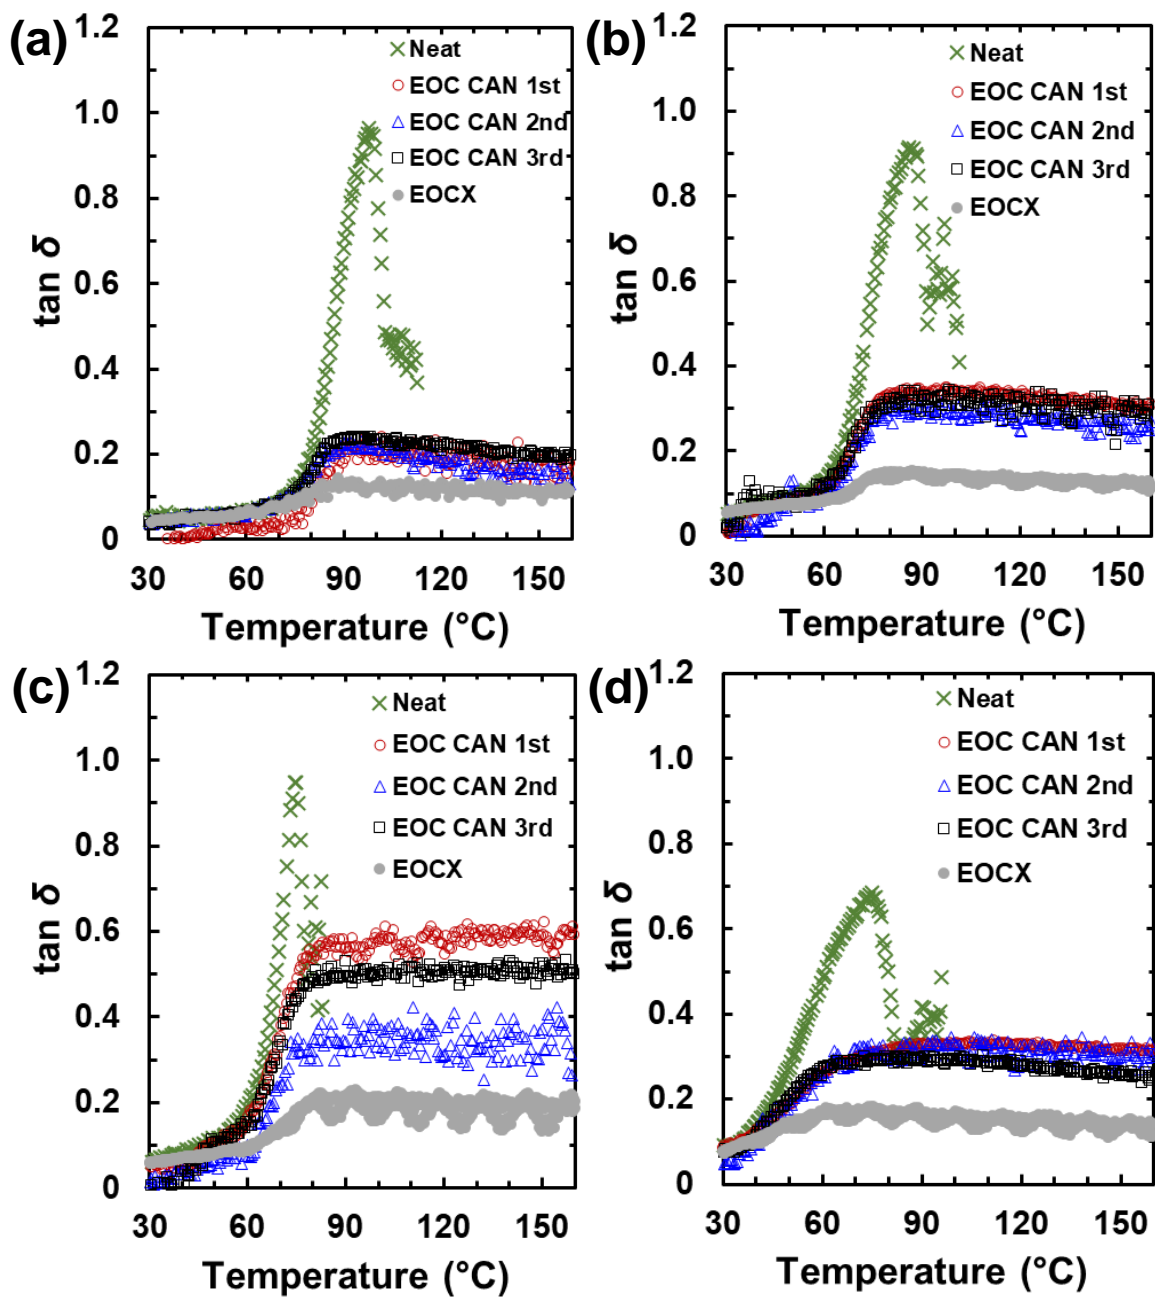 (a)
1.2
1.0
0.8
0.6
0.4
0.2
0
tan δ
Neat
EOC CAN 1st
EOC CAN 2nd
EOC CAN 3rd
EOCX
30 60 90 120 150
Temperature (°C)
(b)
1.2
1.0
0.8
0.6
0.4
0.2
0
tan δ
Neat
EOC CAN 1st
EOC CAN 2nd
EOC CAN 3rd
EOCX
30 60 90 120 150
Temperature (°C)
(c)
1.2
1.0
0.8
0.6
0.4
0.2
0
tan δ
Neat
EOC CAN 1st
EOC CAN 2nd
EOC CAN 3rd
EOCX
30 60 90 120 150
Temperature (°C)
(d)
1.2
1.0
0.8
0.6
0.4
0.2
0
tan δ
Neat
EOC CAN 1st
EOC CAN 2nd
EOC CAN 3rd
EOCX
30 60 90 120 150
Temperature (°C)